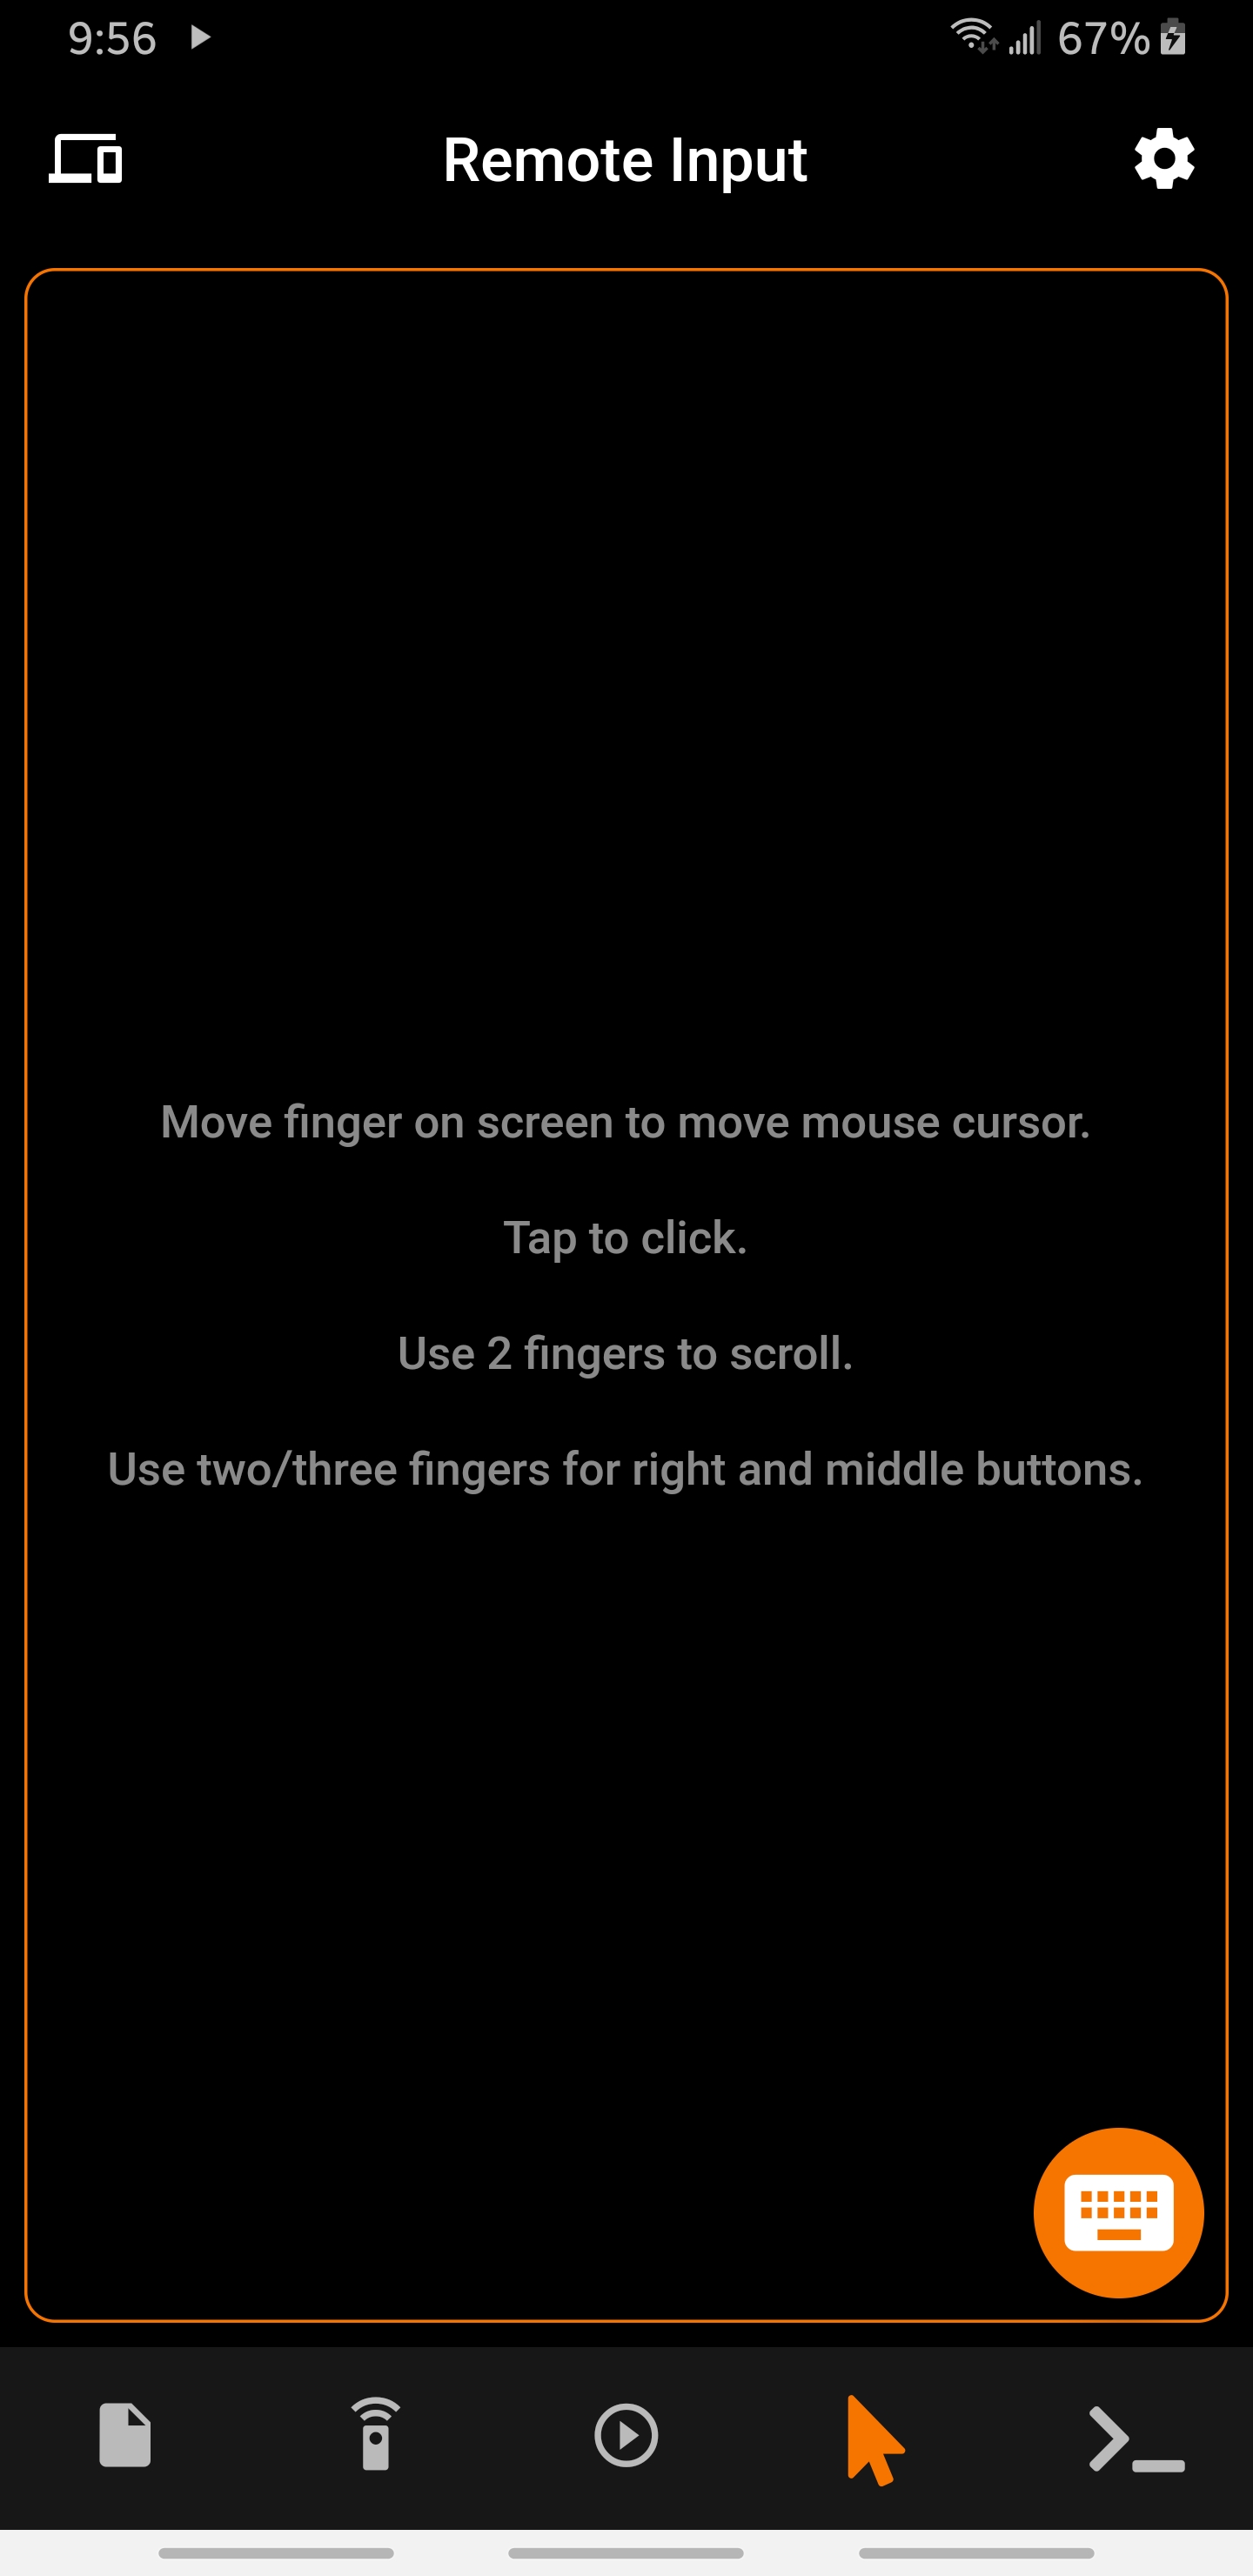 9:56
67%
Remote Input
Move finger on screen to move mouse cursor.
Tap to click.
Use 2 fingers to scroll.
Use two/three fingers for right and middle buttons.